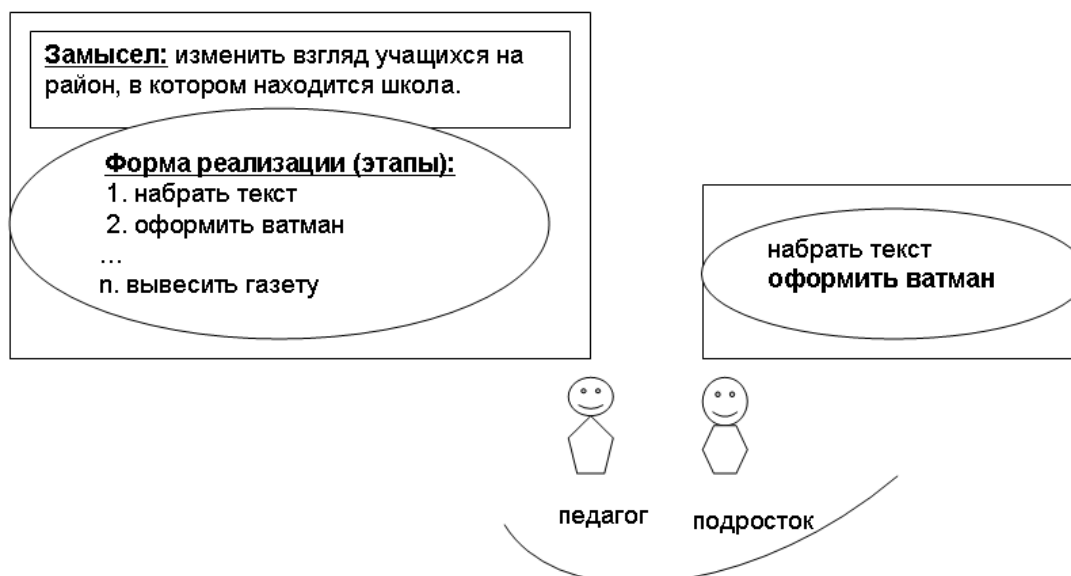 Замысел: изменить взгляд учащихся на
район, в котором находится школа.
Форма реализации (этапы):
1. набрать текст
2. оформить ватман
...
n. вывесить газету
набрать текст
оформить ватман
педагог
подросток